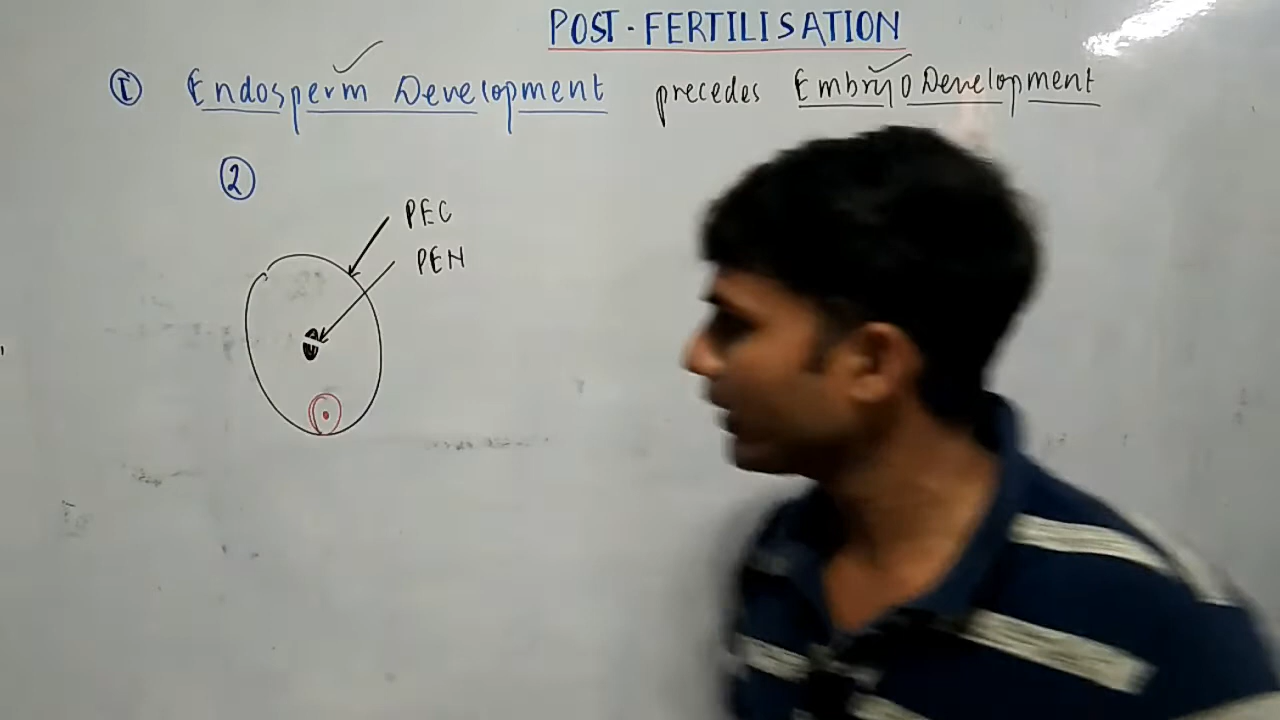 POST-FERTILISATION
① Endosperm Development precedes Embryo Development
②
PEC
PEN